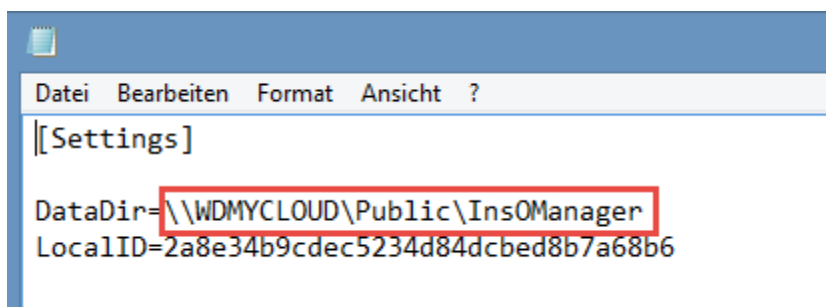 Datei Bearbeiten Format Ansicht ?
[Settings]
DataDir=\\WDMYCLOUD\Public\InsOManager
LocalID=2a8e34b9cdec5234d84dcbed8b7a68b6